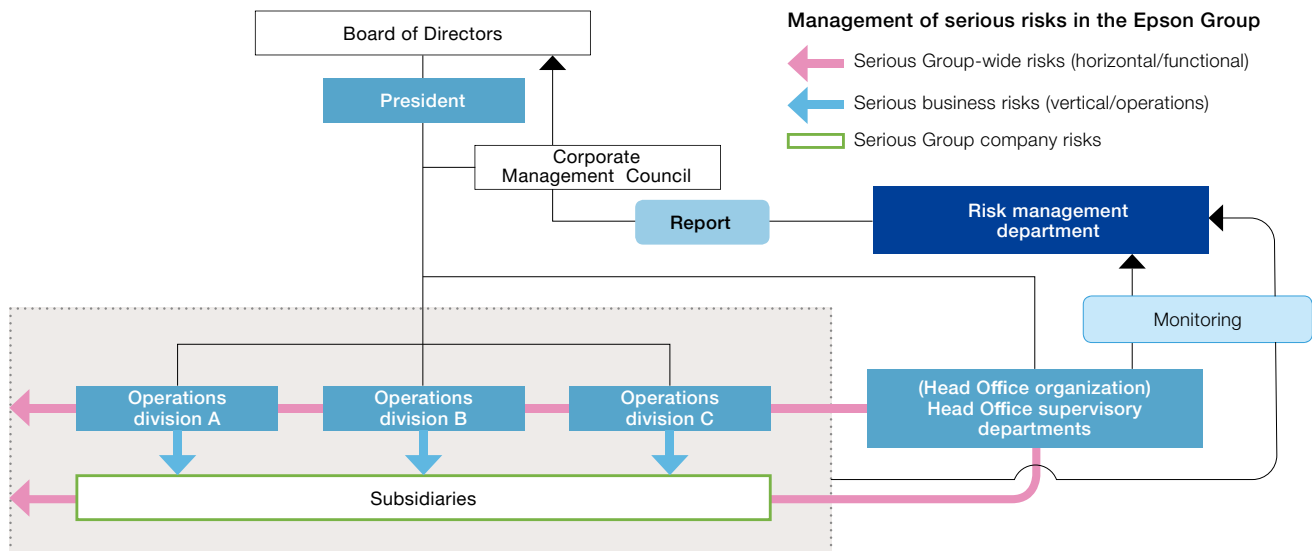 Management of serious risks in the Epson Group
Serious Group-wide risks (horizontal/functional)
Serious business risks (vertical/operations)
Serious Group company risks
Board of Directors
President
Corporate
Management Council
Report
Risk management
department
Monitoring
Operations
division A
Operations
division B
Operations
division C
(Head Office organization)
Head Office supervisory
departments
Subsidiaries